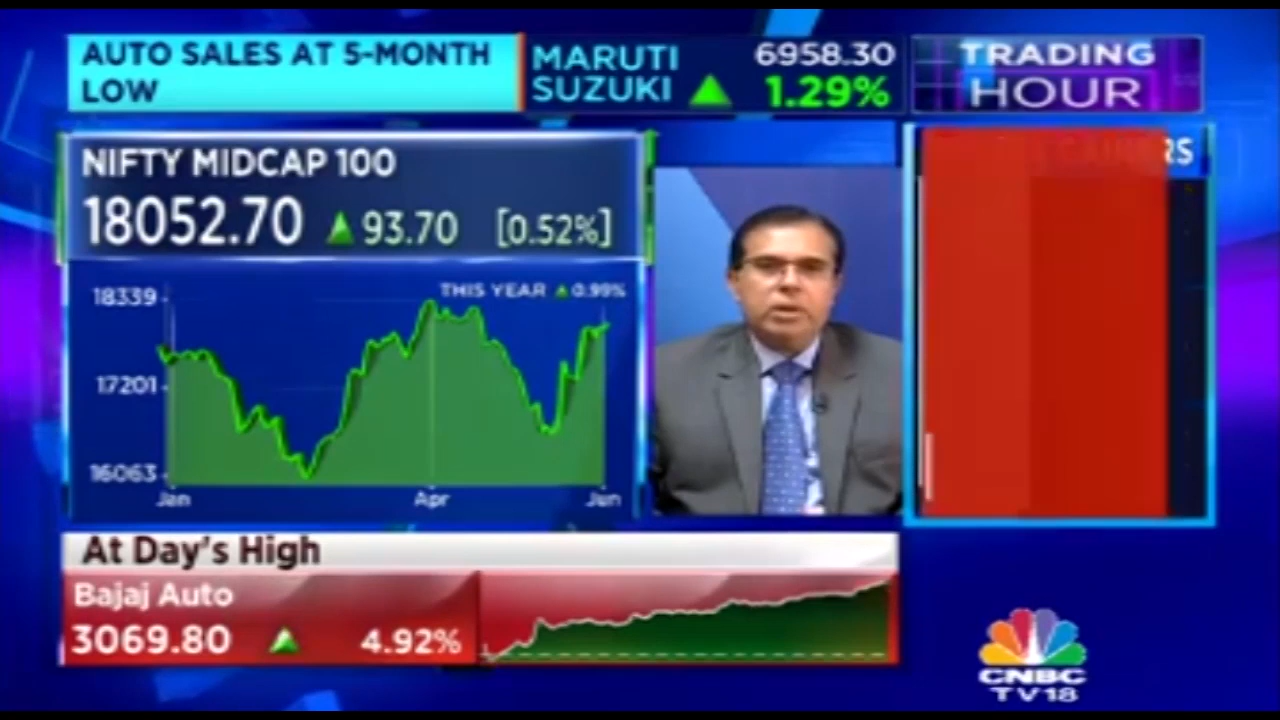 AUTO SALES AT 5-MONTH
LOW
MARUTI
SUZUKI
6958.30
1.29%
TRADING
HOUR
NIFTY MIDCAP 100
18052.70 ▲ 93.70 [0.52%]
THIS YEAR ▲ 0.99%
18339
17201
16063
Jan Apr Jun
At Day's High
Bajaj Auto
3069.80 ▲ 4.92%
CNBC
TV18